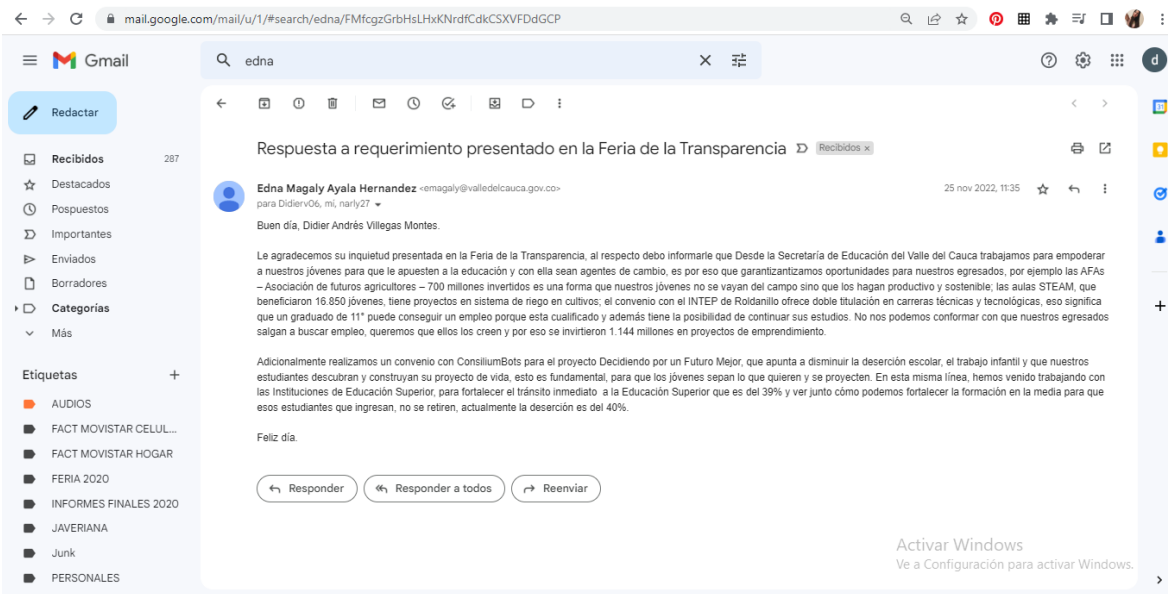 mail.google.com/mail/u/1/#search/edna/FMfcgzGrbHsLHxKNrdfCdkCSXVFDdGCP
Gmail
edna
d
Redactar
Recibidos 287
Destacados
Pospuestos
Importantes
Enviados
Borradores
Categorías
Más
Etiquetas +
AUDIOS
FACT MOVISTAR CELUL...
FACT MOVISTAR HOGAR
FERIA 2020
INFORMES FINALES 2020
JAVERIANA
Junk
PERSONALES
Respuesta a requerimiento presentado en la Feria de la Transparencia Recibidos ×
Edna Magaly Ayala Hernandez <emagaly@valledelcauca.gov.co> 25 nov 2022, 11:35
para Didierv06, mi, narly27
Buen día, Didier Andrés Villegas Montes.
Le agradecemos su inquietud presentada en la Feria de la Transparencia, al respecto debo informarle que Desde la Secretaría de Educación del Valle del Cauca trabajamos para empoderar
a nuestros jóvenes para que le apuesten a la educación y con ella sean agentes de cambio, es por eso que garantizantizamos oportunidades para nuestros egresados, por ejemplo las AFAs
– Asociación de futuros agricultores – 700 millones invertidos es una forma que nuestros jóvenes no se vayan del campo sino que los hagan productivo y sostenible; las aulas STEAM, que
beneficiaron 16.850 jóvenes, tiene proyectos en sistema de riego en cultivos; el convenio con el INTEP de Roldanillo ofrece doble titulación en carreras técnicas y tecnológicas, eso significa
que un graduado de 11° puede conseguir un empleo porque esta cualificado y además tiene la posibilidad de continuar sus estudios. No nos podemos conformar con que nuestros egresados
salgan a buscar empleo, queremos que ellos los creen y por eso se invirtieron 1.144 millones en proyectos de emprendimiento.
Adicionalmente realizamos un convenio con ConsiliumBots para el proyecto Decidiendo por un Futuro Mejor, que apunta a disminuir la deserción escolar, el trabajo infantil y que nuestros
estudiantes descubran y construyan su proyecto de vida, esto es fundamental, para que los jóvenes sepan lo que quieren y se proyecten. En esta misma línea, hemos venido trabajando con
las Instituciones de Educación Superior, para fortalecer el tránsito inmediato a la Educación Superior que es del 39% y ver junto cómo podemos fortalecer la formación en la media para que
esos estudiantes que ingresan, no se retiren, actualmente la deserción es del 40%.
Feliz día.
Responder Responder a todos Reenviar
Activar Windows
Ve a Configuración para activar Windows.